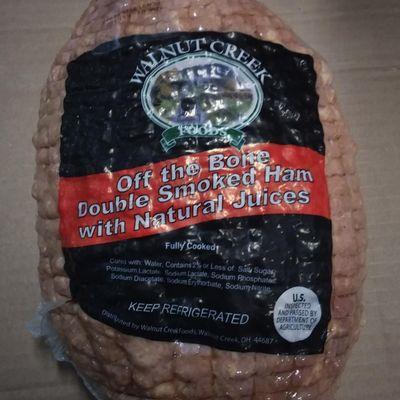 WALNUT CREEK
FOODS
Off the Bone
Double Smoked Ham
with Natural Juices
Fully Cooked
Cured with: Water, Contains 2% or Less of: Salt, Sugar,
Potassium Lactate, Sodium Lactate, Sodium Phosphates,
Sodium Diacetate, Sodium Erythorbate, Sodium Nitrite.
KEEP REFRIGERATED
Distributed by Walnut Creek Foods, Walnut Creek, OH 44687
U.S.
INSPECTED
AND PASSED BY
DEPARTMENT OF
AGRICULTURE